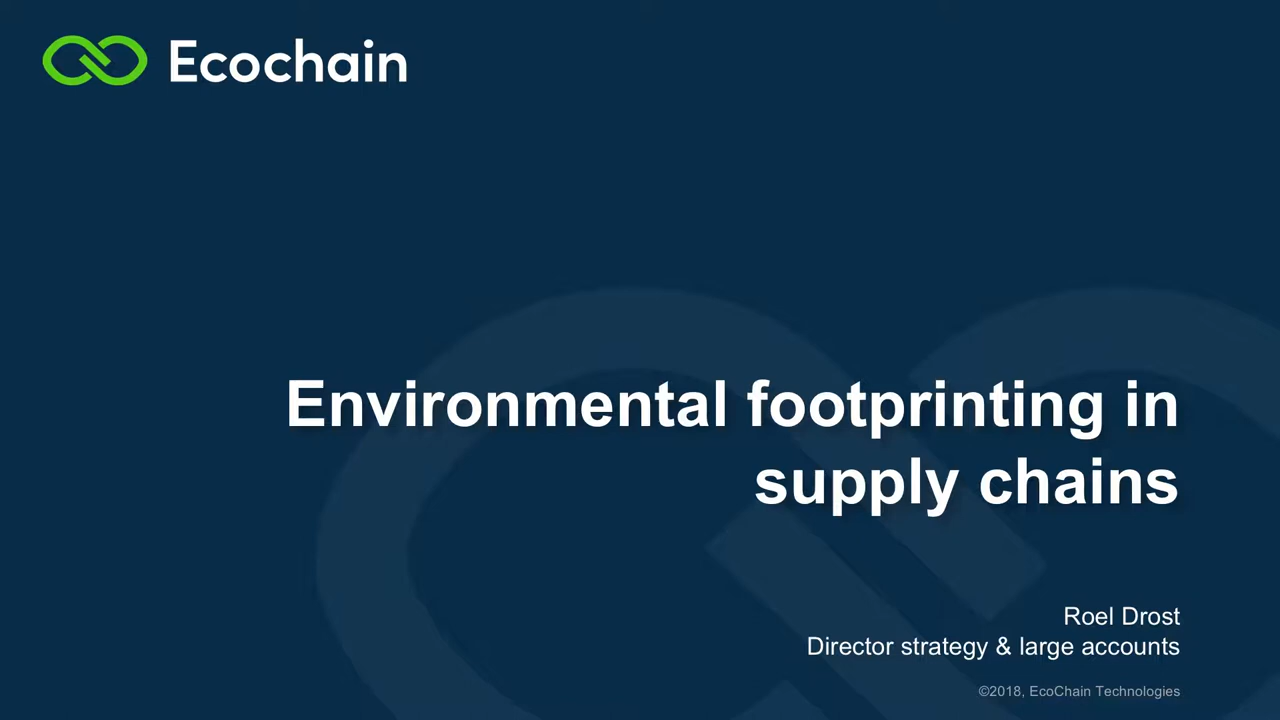 Ecochain
Environmental footprinting in
supply chains
Roel Drost
Director strategy & large accounts
©2018, EcoChain Technologies